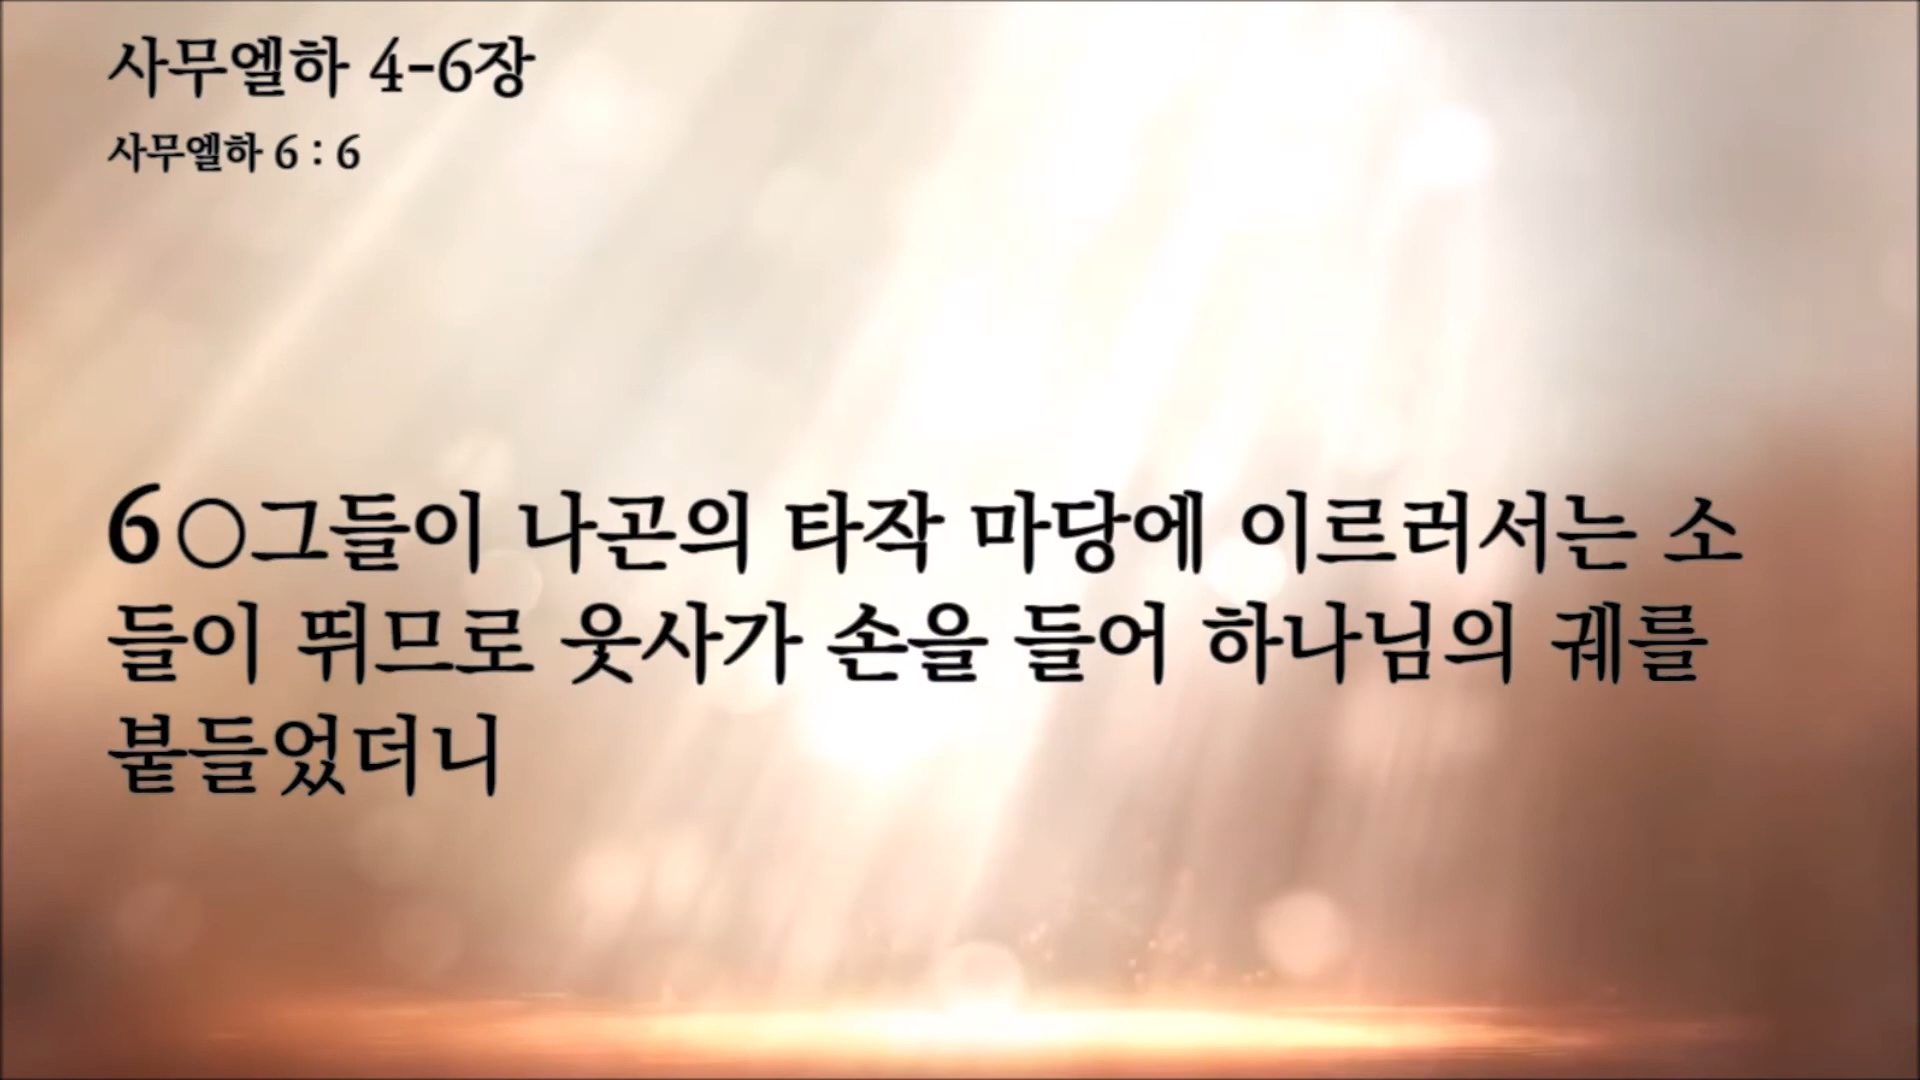 사무엘하 4-6장
사무엘하 6 : 6
6○그들이 나곤의 타작 마당에 이르러서는 소
들이 뛰므로 웃사가 손을 들어 하나님의 궤를
붙들었더니